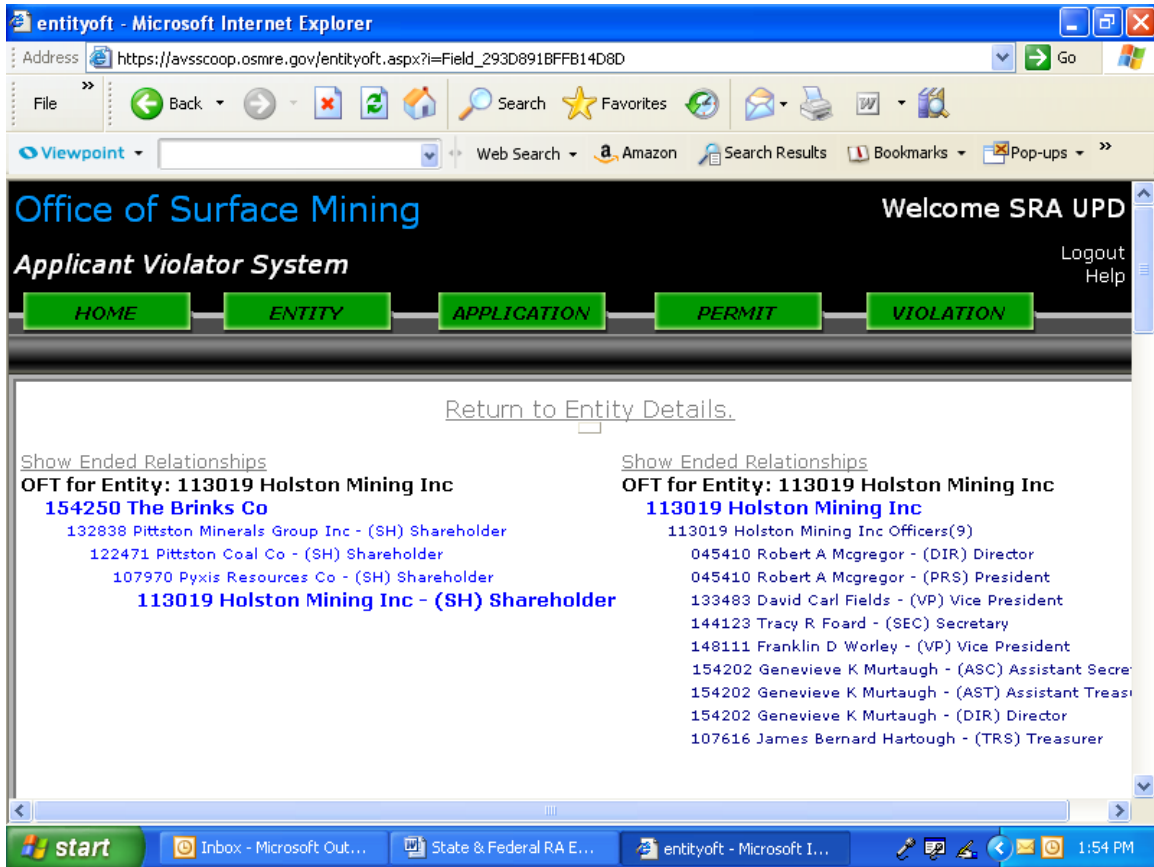 entityoft - Microsoft Internet Explorer
Address https://avsscoop.osmre.gov/entityoft.aspx?i=Field_293D891BFFB14D8D Go
File » Back Search Favorites
Viewpoint Web Search Amazon Search Results Bookmarks Pop-ups »
Office of Surface Mining Welcome SRA UPD
Logout
Applicant Violator System
Help
HOME ENTITY APPLICATION PERMIT VIOLATION
Return to Entity Details.
Show Ended Relationships
OFT for Entity: 113019 Holston Mining Inc
154250 The Brinks Co
132838 Pittston Minerals Group Inc - (SH) Shareholder
122471 Pittston Coal Co - (SH) Shareholder
107970 Pyxis Resources Co - (SH) Shareholder
113019 Holston Mining Inc - (SH) Shareholder
Show Ended Relationships
OFT for Entity: 113019 Holston Mining Inc
113019 Holston Mining Inc
113019 Holston Mining Inc Officers(9)
045410 Robert A Mcgregor - (DIR) Director
045410 Robert A Mcgregor - (PRS) President
133483 David Carl Fields - (VP) Vice President
144123 Tracy R Foard - (SEC) Secretary
148111 Franklin D Worley - (VP) Vice President
154202 Genevieve K Murtaugh - (ASC) Assistant Secre
154202 Genevieve K Murtaugh - (AST) Assistant Treasu
154202 Genevieve K Murtaugh - (DIR) Director
107616 James Bernard Hartough - (TRS) Treasurer
start Inbox - Microsoft Out... State & Federal RA E... entityoft - Microsoft I... 1:54 PM